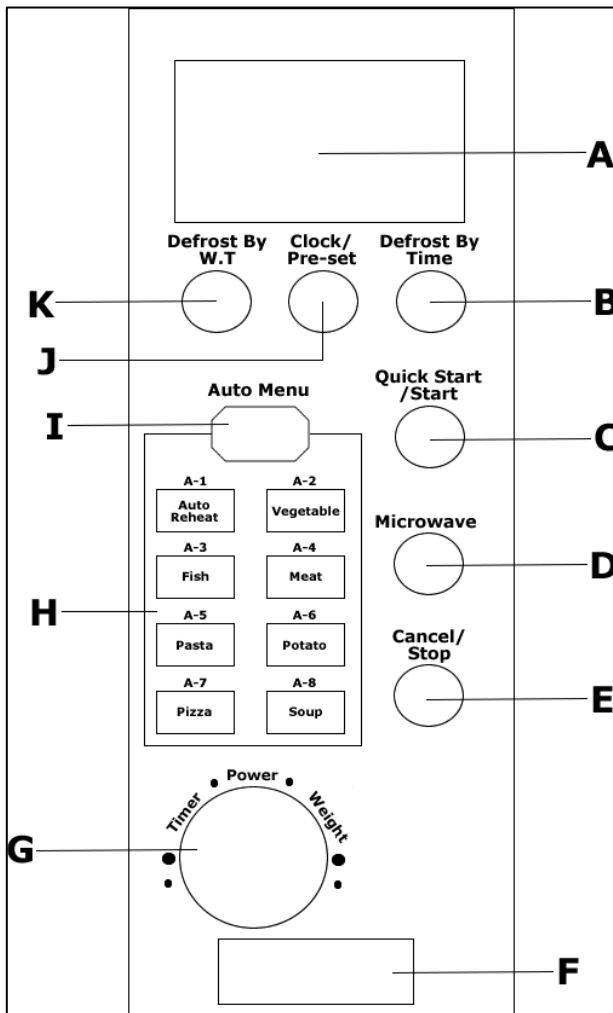 A
Defrost By
W.T
Clock/
Pre-set
Defrost By
Time
K
J
B
Auto Menu
I
Quick Start
/Start
C
A-1
Auto
Reheat
A-2
Vegetable
Microwave
D
A-3
Fish
A-4
Meat
H
A-5
Pasta
A-6
Potato
Cancel/
Stop
E
A-7
Pizza
A-8
Soup
Timer
Power
Weight
G
F